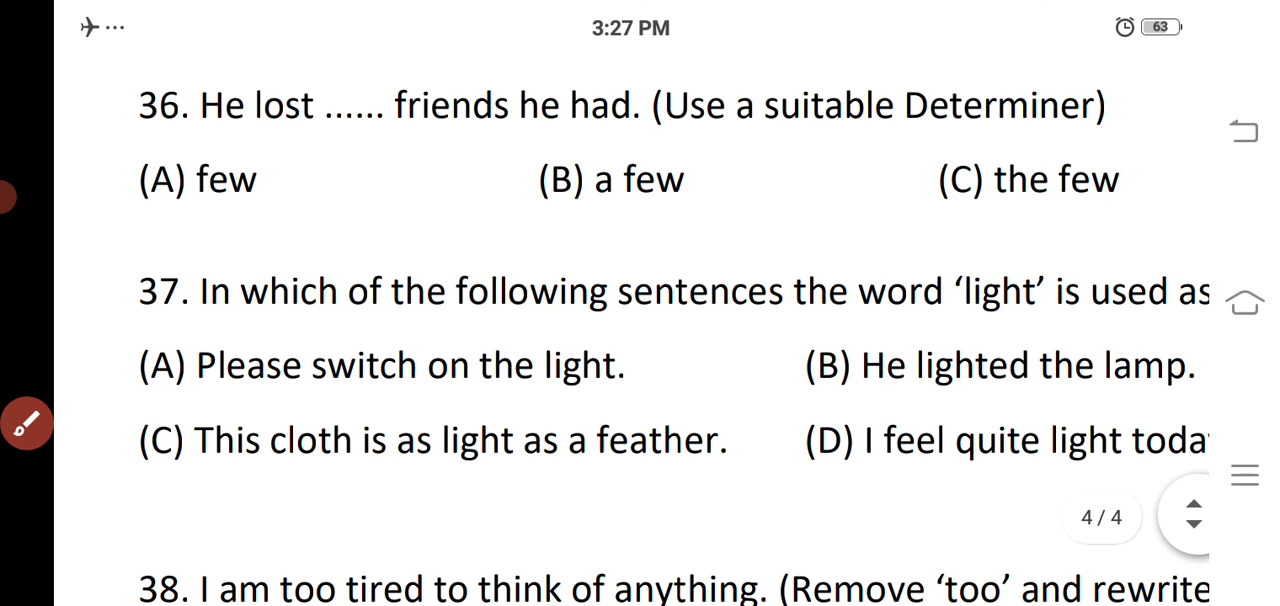 3:27 PM
63
36. He lost ...... friends he had. (Use a suitable Determiner)
(A) few (B) a few (C) the few
37. In which of the following sentences the word ‘light’ is used as
(A) Please switch on the light. (B) He lighted the lamp.
(C) This cloth is as light as a feather. (D) I feel quite light toda
4 / 4
38. I am too tired to think of anything. (Remove ‘too’ and rewrite